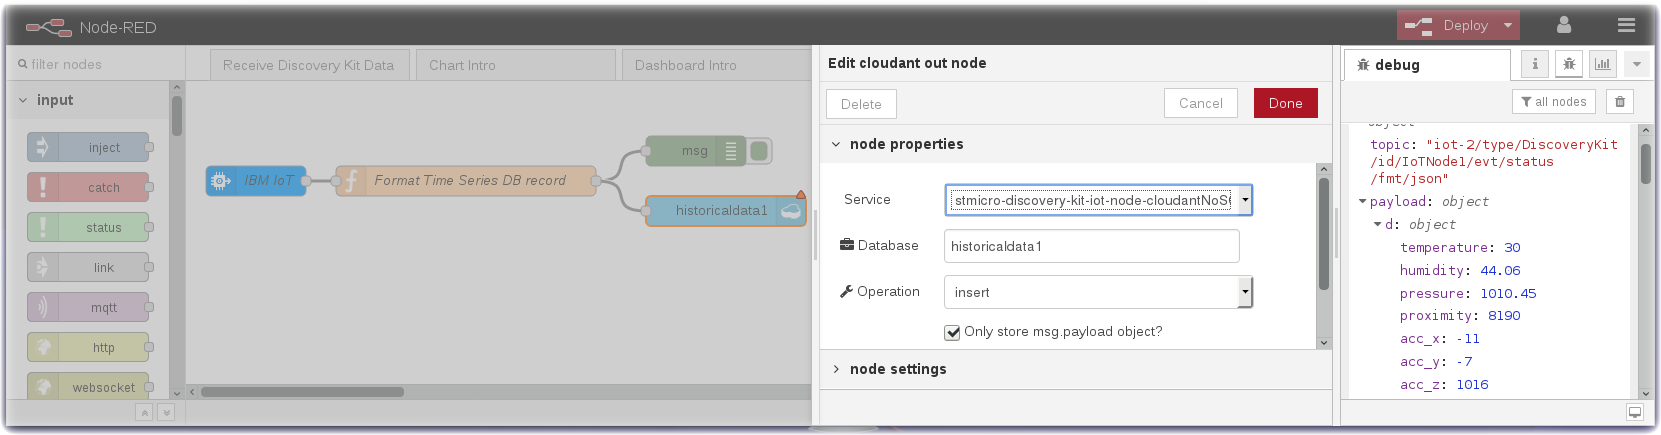 Node-RED
Deploy
filter nodes
input
inject
catch
status
link
mqtt
http
websocket
Receive Discovery Kit Data
Chart Intro
Dashboard Intro
IBM IoT
Format Time Series DB record
msg
historicaldata1
Edit cloudant out node
Delete
Cancel
Done
node properties
Service
stmicro-discovery-kit-iot-node-cloudantNoS
Database
historicaldata1
Operation
insert
Only store msg.payload object?
node settings
debug
i
all nodes
object
topic: "iot-2/type/DiscoveryKit
/id/IoTNode1/evt/status
/fmt/json"
payload: object
d: object
temperature: 30
humidity: 44.06
pressure: 1010.45
proximity: 8190
acc_x: -11
acc_y: -7
acc_z: 1016